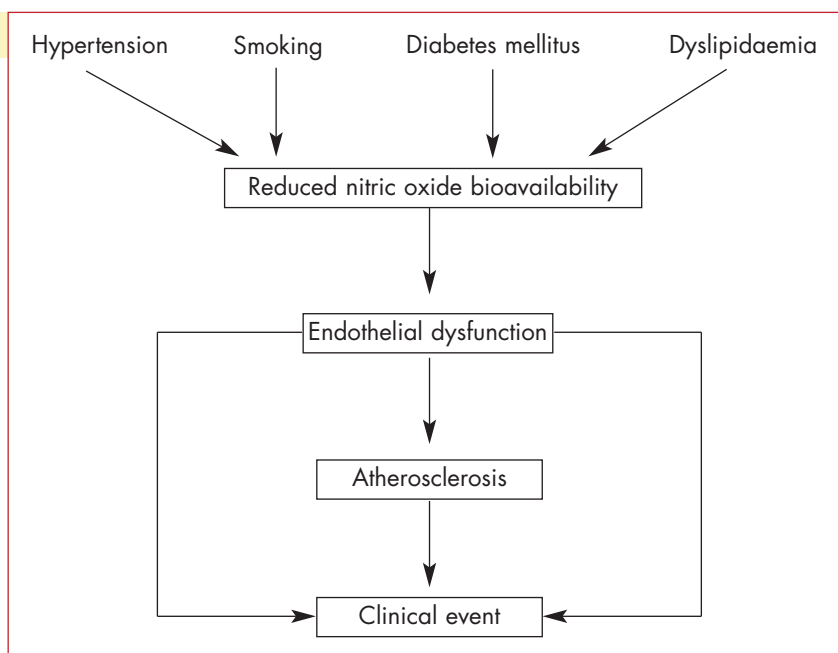 Hypertension Smoking Diabetes mellitus Dyslipidaemia
Reduced nitric oxide bioavailability
Endothelial dysfunction
Atherosclerosis
Clinical event